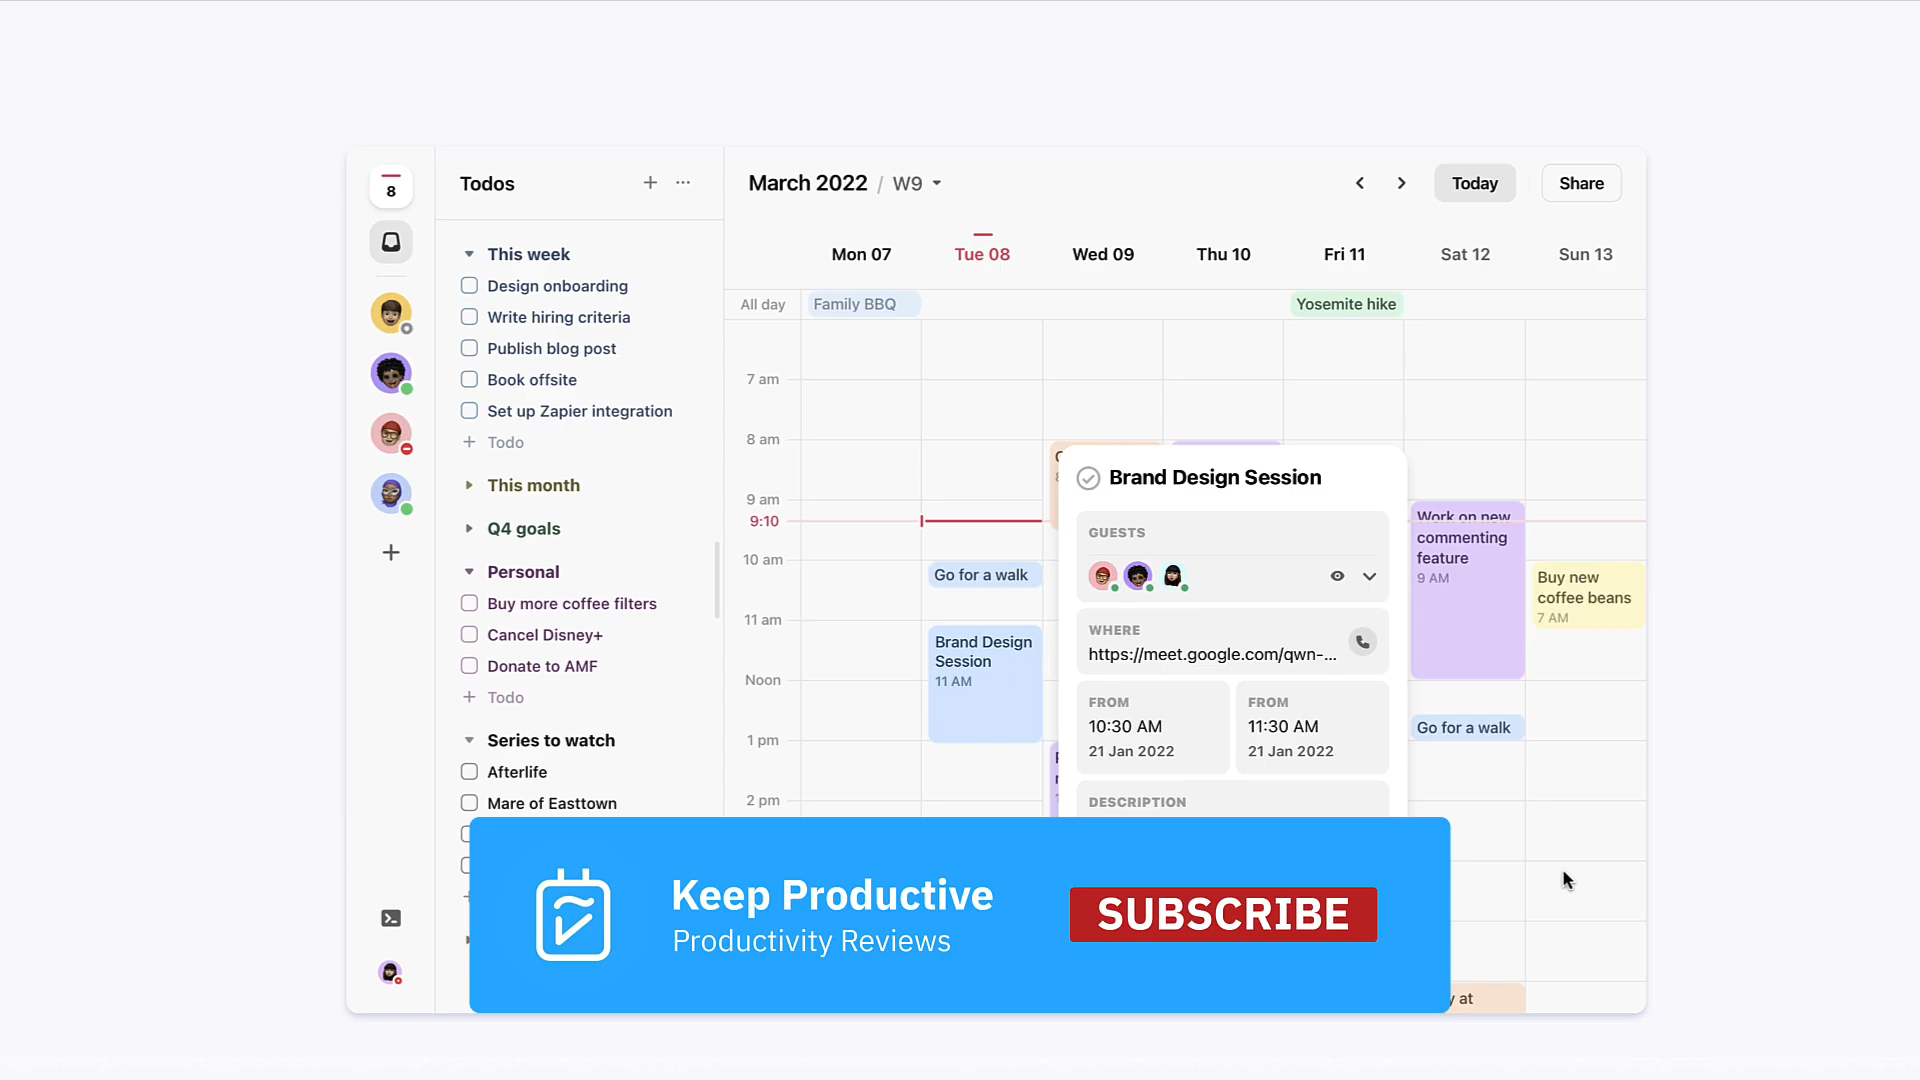 8
Todos
This week
Design onboarding
Write hiring criteria
Publish blog post
Book offsite
Set up Zapier integration
Todo
This month
Q4 goals
Personal
Buy more coffee filters
Cancel Disney+
Donate to AMF
Todo
Series to watch
Afterlife
Mare of Easttown
March 2022 / W9
Today
Share
Mon 07
Tue 08
Wed 09
Thu 10
Fri 11
Sat 12
Sun 13
All day
Family BBQ
Yosemite hike
7 am
8 am
9 am
9:10
10 am
11 am
Noon
1 pm
2 pm
Go for a walk
Brand Design
Session
11 AM
Brand Design Session
GUESTS
WHERE
https://meet.google.com/qwn-...
FROM
10:30 AM
21 Jan 2022
FROM
11:30 AM
21 Jan 2022
DESCRIPTION
Work on new
commenting
feature
9 AM
Go for a walk
Buy new
coffee beans
7 AM
at
Keep Productive
Productivity Reviews
SUBSCRIBE